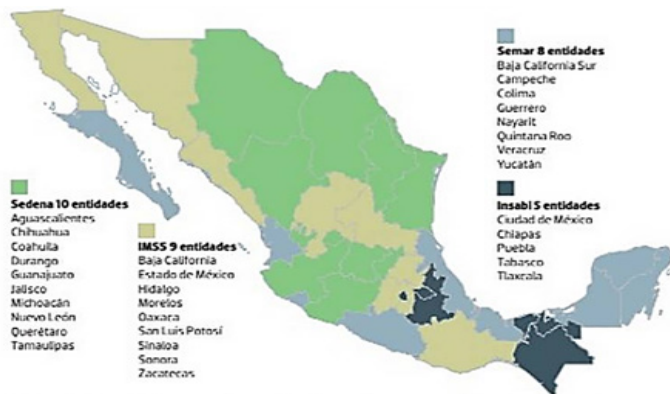 Semar 8 entidades
Baja California Sur
Campeche
Colima
Guerrero
Nayarit
Quintana Roo
Veracruz
Yucatán
Sedena 10 entidades
Aguascalientes
Chihuahua
Coahuila
Durango
Guanajuato
Jalisco
Michoacán
Nuevo León
Querétaro
Tamaulipas
IMSS 9 entidades
Baja California
Estado de México
Hidalgo
Morelos
Oaxaca
San Luis Potosí
Sinaloa
Sonora
Zacatecas
Insabi 5 entidades
Ciudad de México
Chiapas
Puebla
Tabasco
Tlaxcala